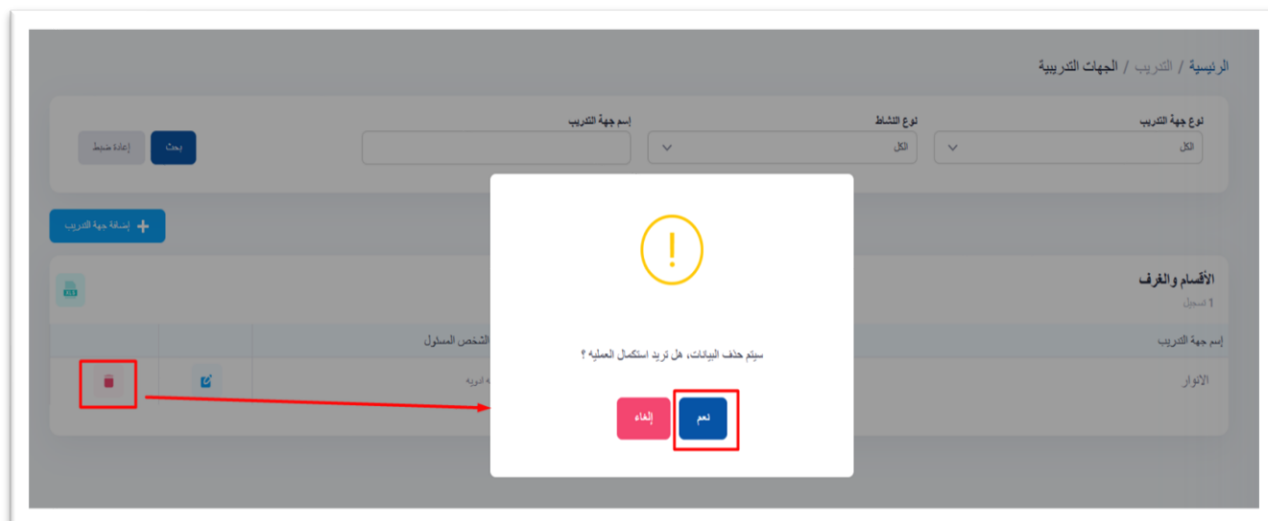 الرئيسية / التدريب / الجهات التدريبية
نوع جهة التدريب
نوع النشاط
إسم جهة التدريب
الكل
الكل
بحث
إعادة ضبط
إضافة جهة التدريب
الأقسام والغرف
1 تسجيل
XLS
إسم جهة التدريب
الشخص المسئول
الانوار
ه ادويه
سيتم حذف البيانات، هل تريد استكمال العمليه ؟
نعم
إلغاء